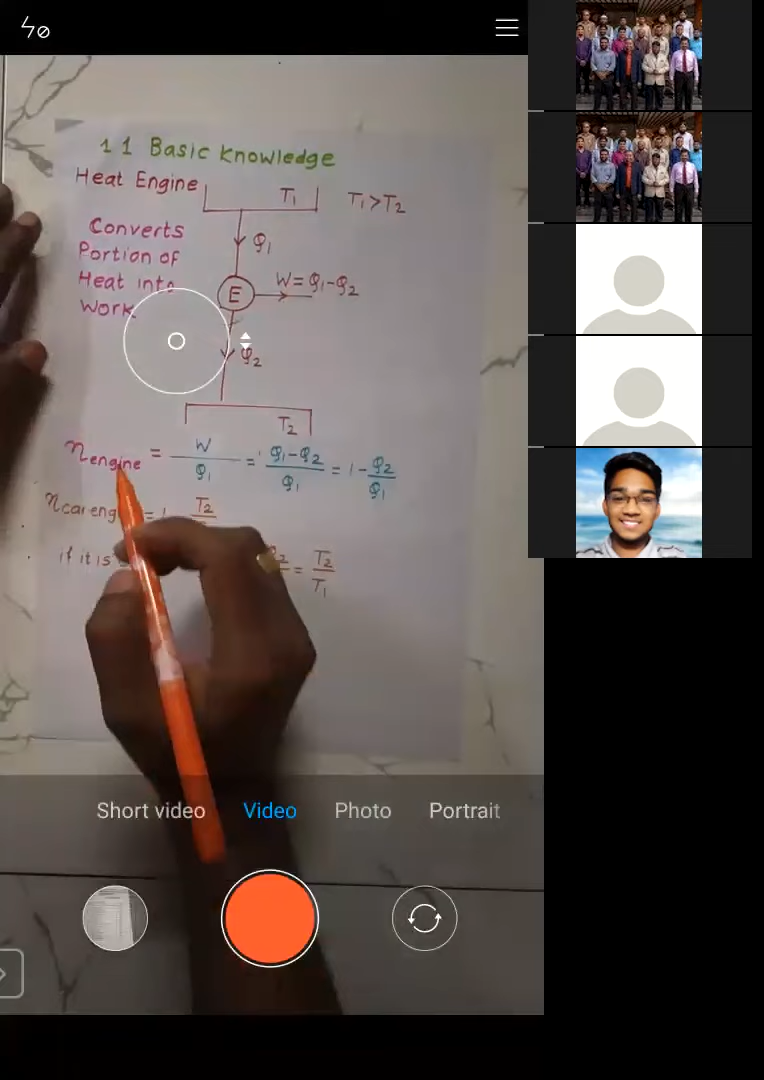 1 1 Basic Knowledge
Heat Engine
T1
T1>T2
Converts
Portion of
Heat into
Work
Q1
E
W=Q1-Q2
Q2
T2
ηengine = W/Q1 = Q1-Q2/Q1 = 1-Q2/Q1
= T2
if it is
= T2/T1
Short video Video Photo Portrait